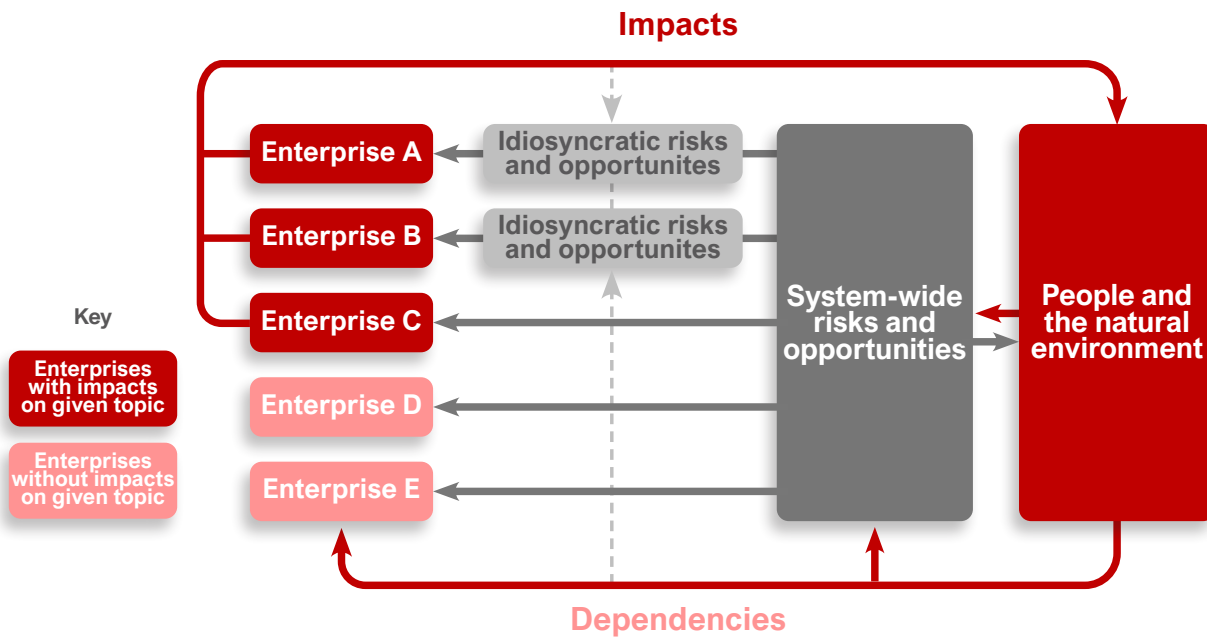 Impacts
Enterprise A
Idiosyncratic risks
and opportunites
Enterprise B
Idiosyncratic risks
and opportunites
Enterprise C
Enterprise D
Enterprise E
System-wide
risks and
opportunities
People and
the natural
environment
Key
Enterprises
with impacts
on given topic
Enterprises
without impacts
on given topic
Dependencies